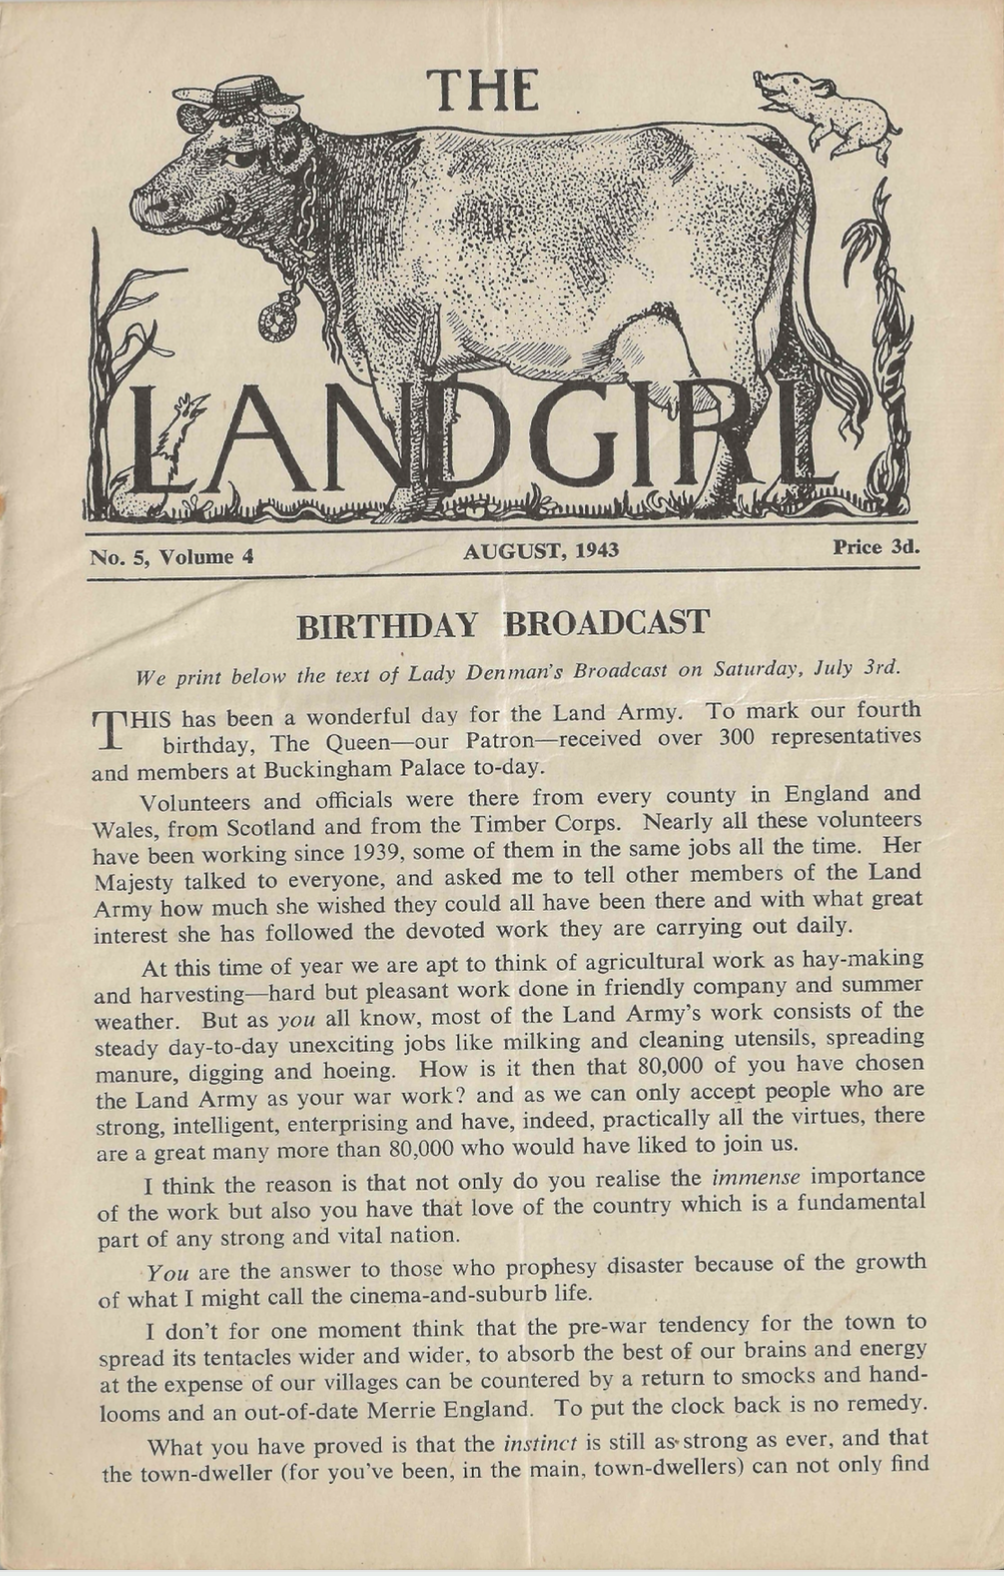 THE
LAND GIRL
No. 5, Volume 4
AUGUST, 1943
Price 3d.
BIRTHDAY BROADCAST
We print below the text of Lady Denman's Broadcast on Saturday, July 3rd.
THIS has been a wonderful day for the Land Army. To mark our fourth
birthday, The Queen—our Patron—received over 300 representatives
and members at Buckingham Palace to-day.
Volunteers and officials were there from every county in England and
Wales, from Scotland and from the Timber Corps. Nearly all these volunteers
have been working since 1939, some of them in the same jobs all the time. Her
Majesty talked to everyone, and asked me to tell other members of the Land
Army how much she wished they could all have been there and with what great
interest she has followed the devoted work they are carrying out daily.
At this time of year we are apt to think of agricultural work as hay-making
and harvesting—hard but pleasant work done in friendly company and summer
weather. But as you all know, most of the Land Army's work consists of the
steady day-to-day unexciting jobs like milking and cleaning utensils, spreading
manure, digging and hoeing. How is it then that 80,000 of you have chosen
the Land Army as your war work? and as we can only accept people who are
strong, intelligent, enterprising and have, indeed, practically all the virtues, there
are a great many more than 80,000 who would have liked to join us.
I think the reason is that not only do you realise the immense importance
of the work but also you have that love of the country which is a fundamental
part of any strong and vital nation.
You are the answer to those who prophesy disaster because of the growth
of what I might call the cinema-and-suburb life.
I don't for one moment think that the pre-war tendency for the town to
spread its tentacles wider and wider, to absorb the best of our brains and energy
at the expense of our villages can be countered by a return to smocks and hand-
looms and an out-of-date Merrie England. To put the clock back is no remedy.
What you have proved is that the instinct is still as strong as ever, and that
the town-dweller (for you've been, in the main, town-dwellers) can not only find